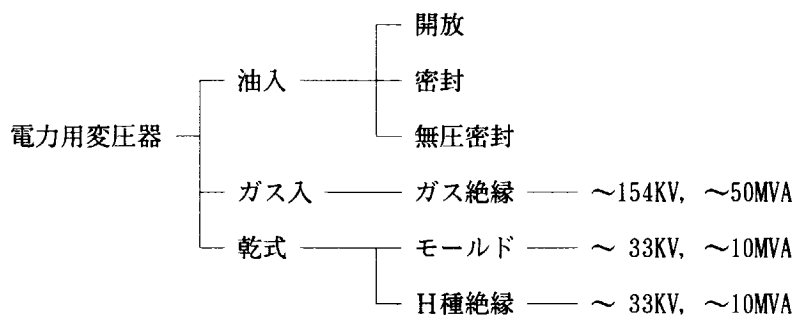 開放
油入 密封
電力用変圧器 無圧密封
ガス入 ガス絶縁 ～154KV, ～50MVA
乾式 モールド ～ 33KV, ～10MVA
H種絶縁 ～ 33KV, ～10MVA